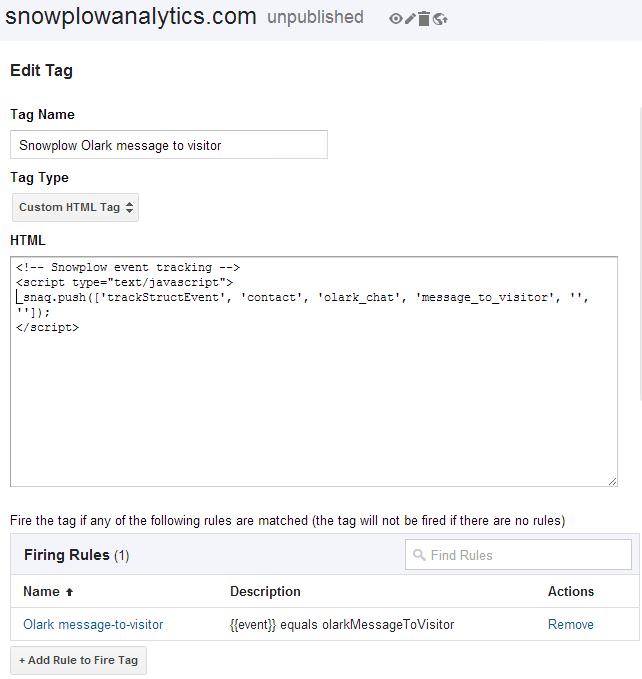 snowplowanalytics.com unpublished
Edit Tag
Tag Name
Snowplow Olark message to visitor
Tag Type
Custom HTML Tag
HTML
<!-- Snowplow event tracking -->
<script type="text/javascript">
_snaq.push(['trackStructEvent', 'contact', 'olark_chat', 'message_to_visitor', '',
'']);
</script>
Fire the tag if any of the following rules are matched (the tag will not be fired if there are no rules)
Firing Rules (1) Find Rules
Name Description Actions
Olark message-to-visitor {{event}} equals olarkMessageToVisitor Remove
+ Add Rule to Fire Tag